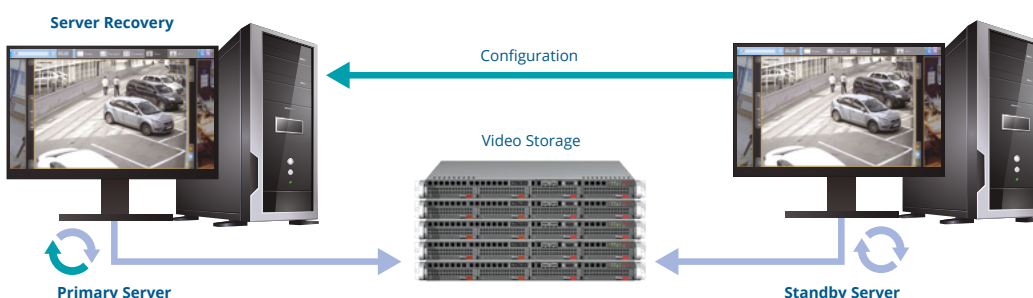 Server Recovery
Configuration
Video Storage
Primary Server
Standby Server